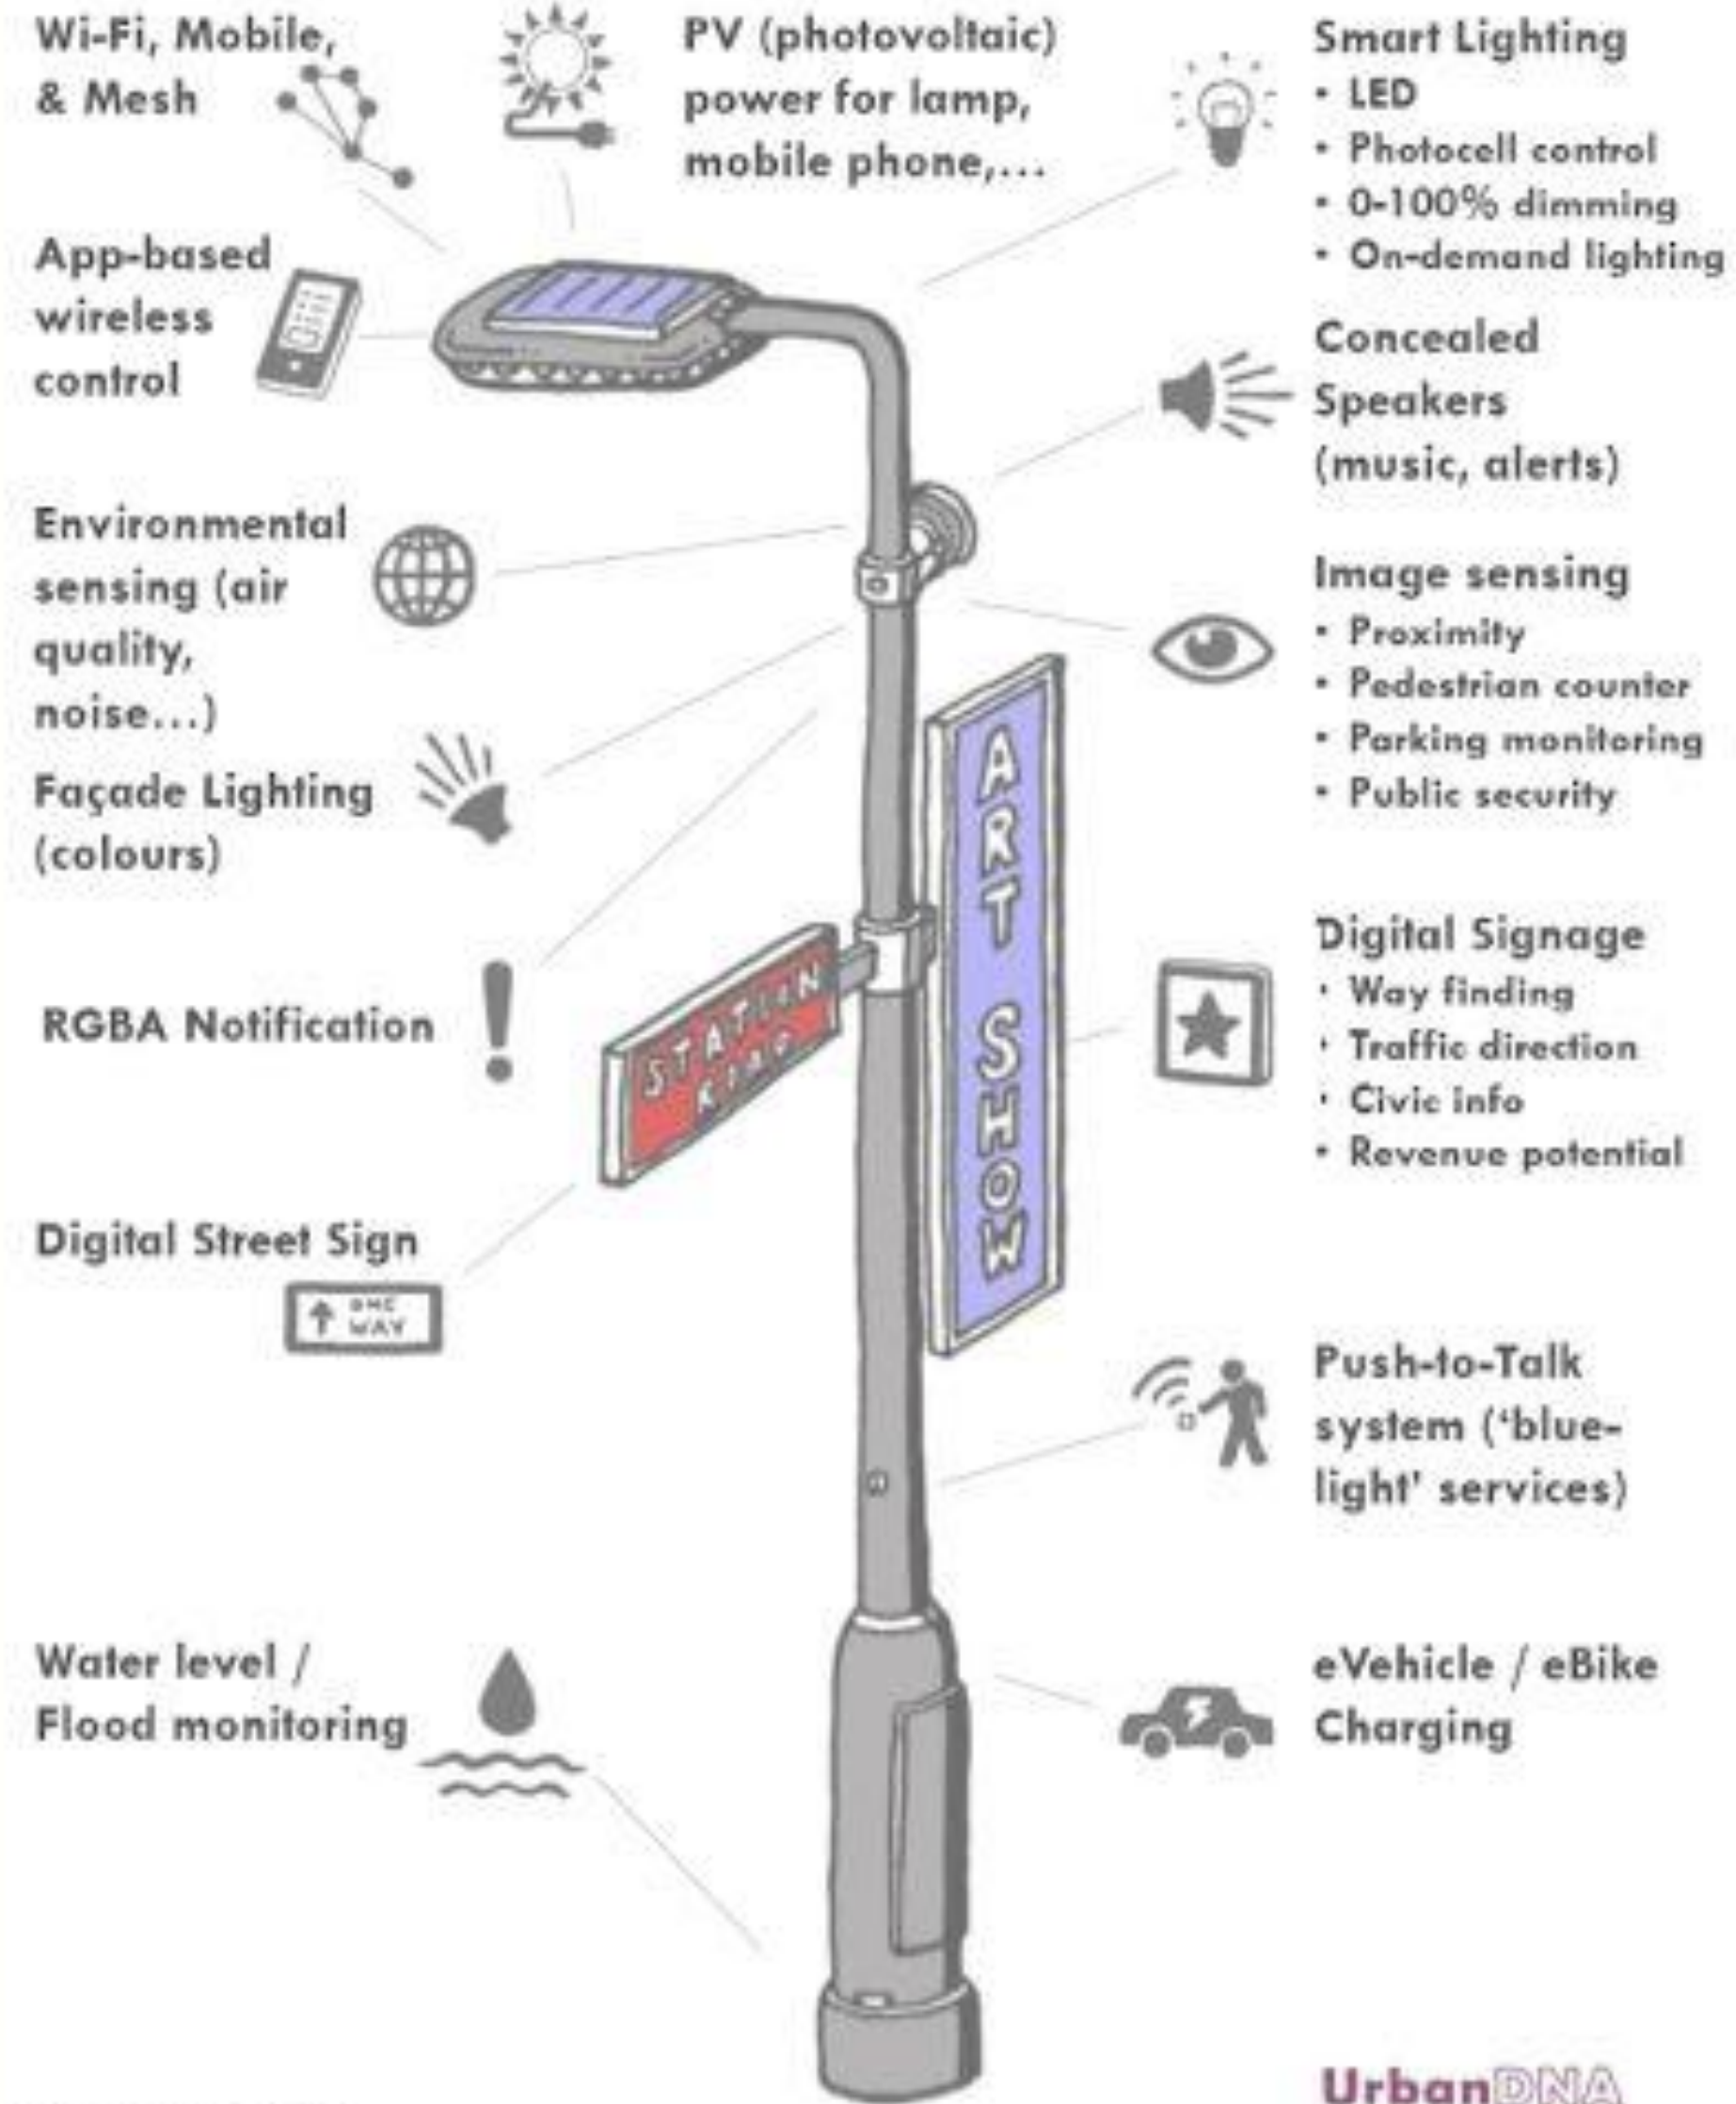 Wi-Fi, Mobile,
& Mesh
PV (photovoltaic)
power for lamp,
mobile phone,...
Smart Lighting
• LED
• Photocell control
• 0-100% dimming
• On-demand lighting
App-based
wireless
control
Concealed
Speakers
(music, alerts)
Environmental
sensing (air
quality,
noise...)
Image sensing
• Proximity
• Pedestrian counter
• Parking monitoring
• Public security
Façade Lighting
(colours)
ART SHOW
Digital Signage
• Way finding
• Traffic direction
• Civic info
• Revenue potential
RGBA Notification
STATION
ROAD
Digital Street Sign
ONE
WAY
Push-to-Talk
system ('blue-
light' services)
Water level /
Flood monitoring
eVehicle / eBike
Charging
UrbanDNA